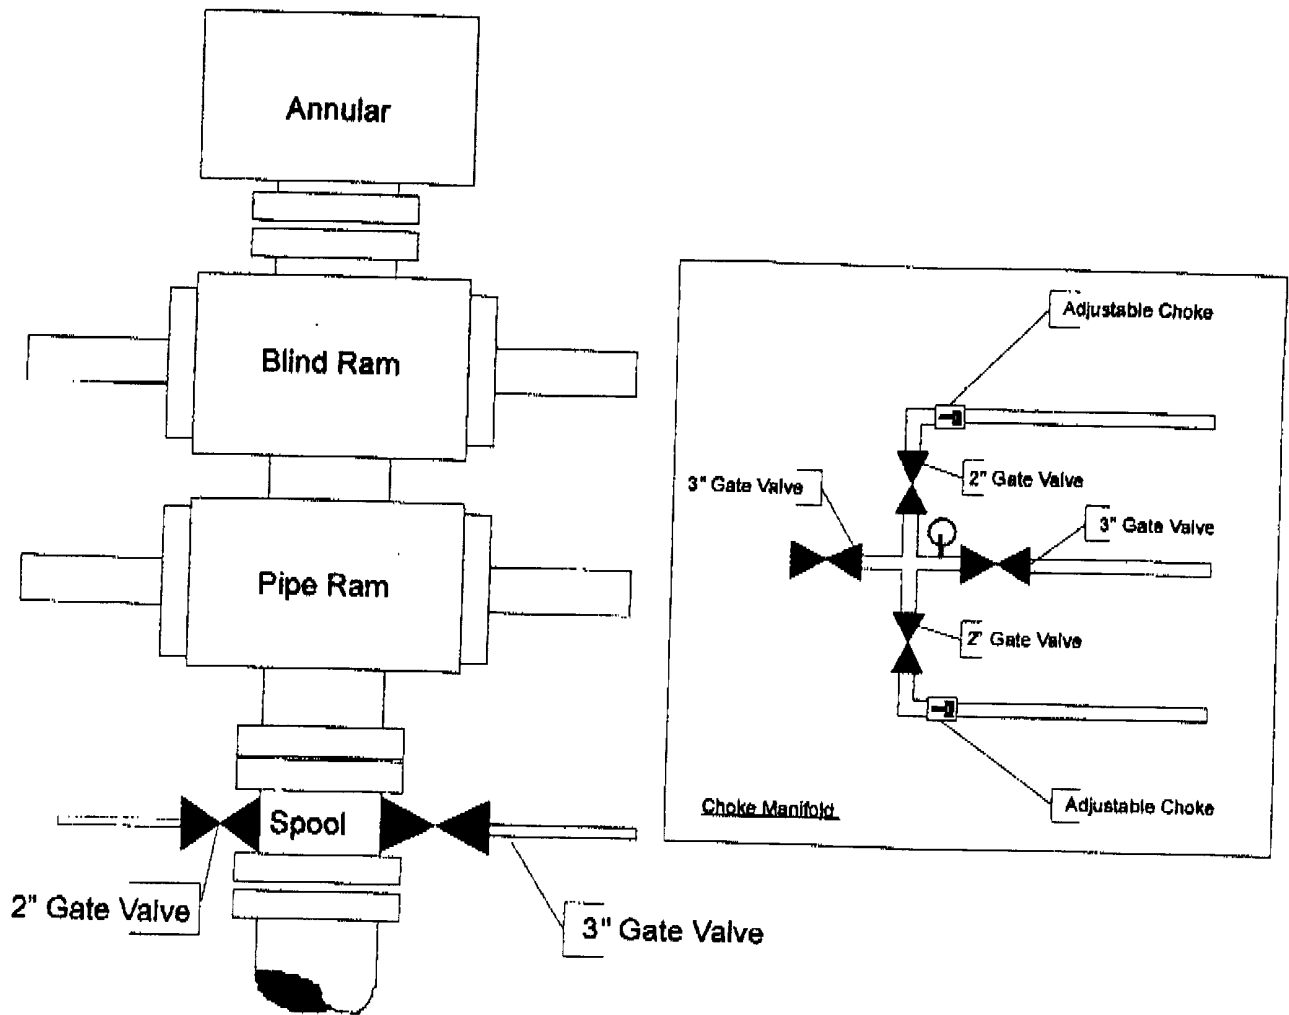 Annular
Blind Ram
Pipe Ram
Spool
2" Gate Valve
3" Gate Valve
Adjustable Choke
2" Gate Valve
3" Gate Valve
3" Gate Valve
2" Gate Valve
Adjustable Choke
Choke Manifold